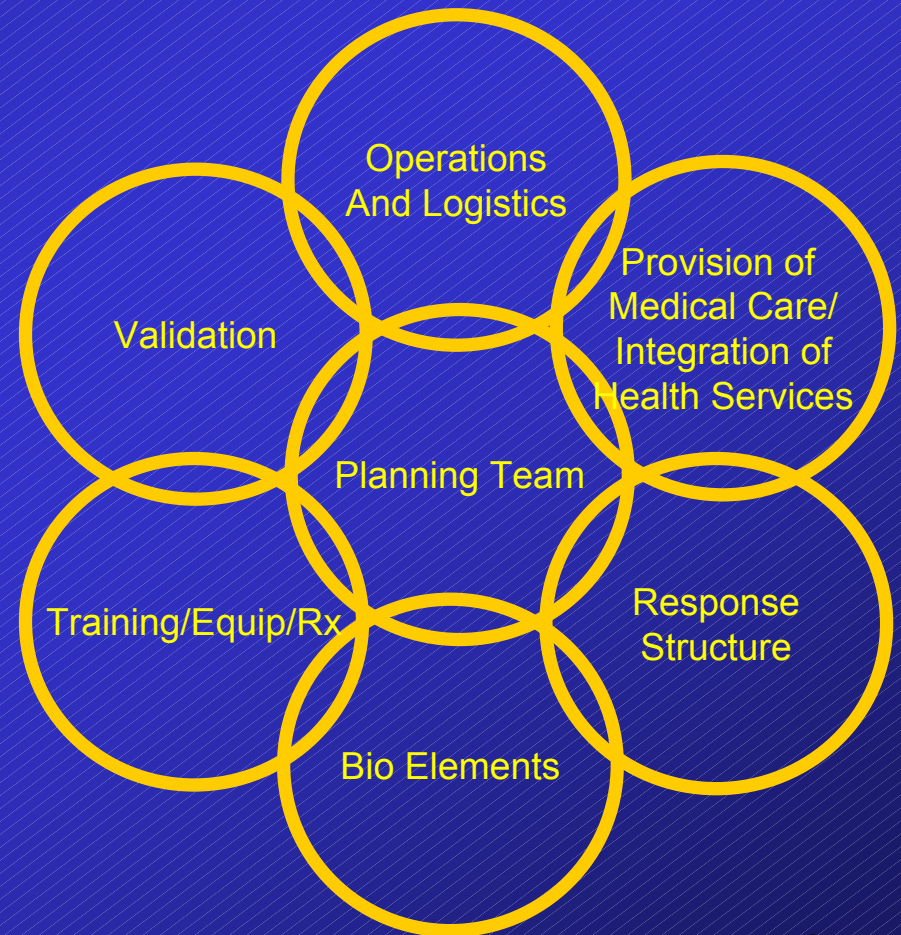 Operations
And Logistics
Provision of
Medical Care/
Integration of
Health Services
Validation
Planning Team
Training/Equip/Rx
Response
Structure
Bio Elements